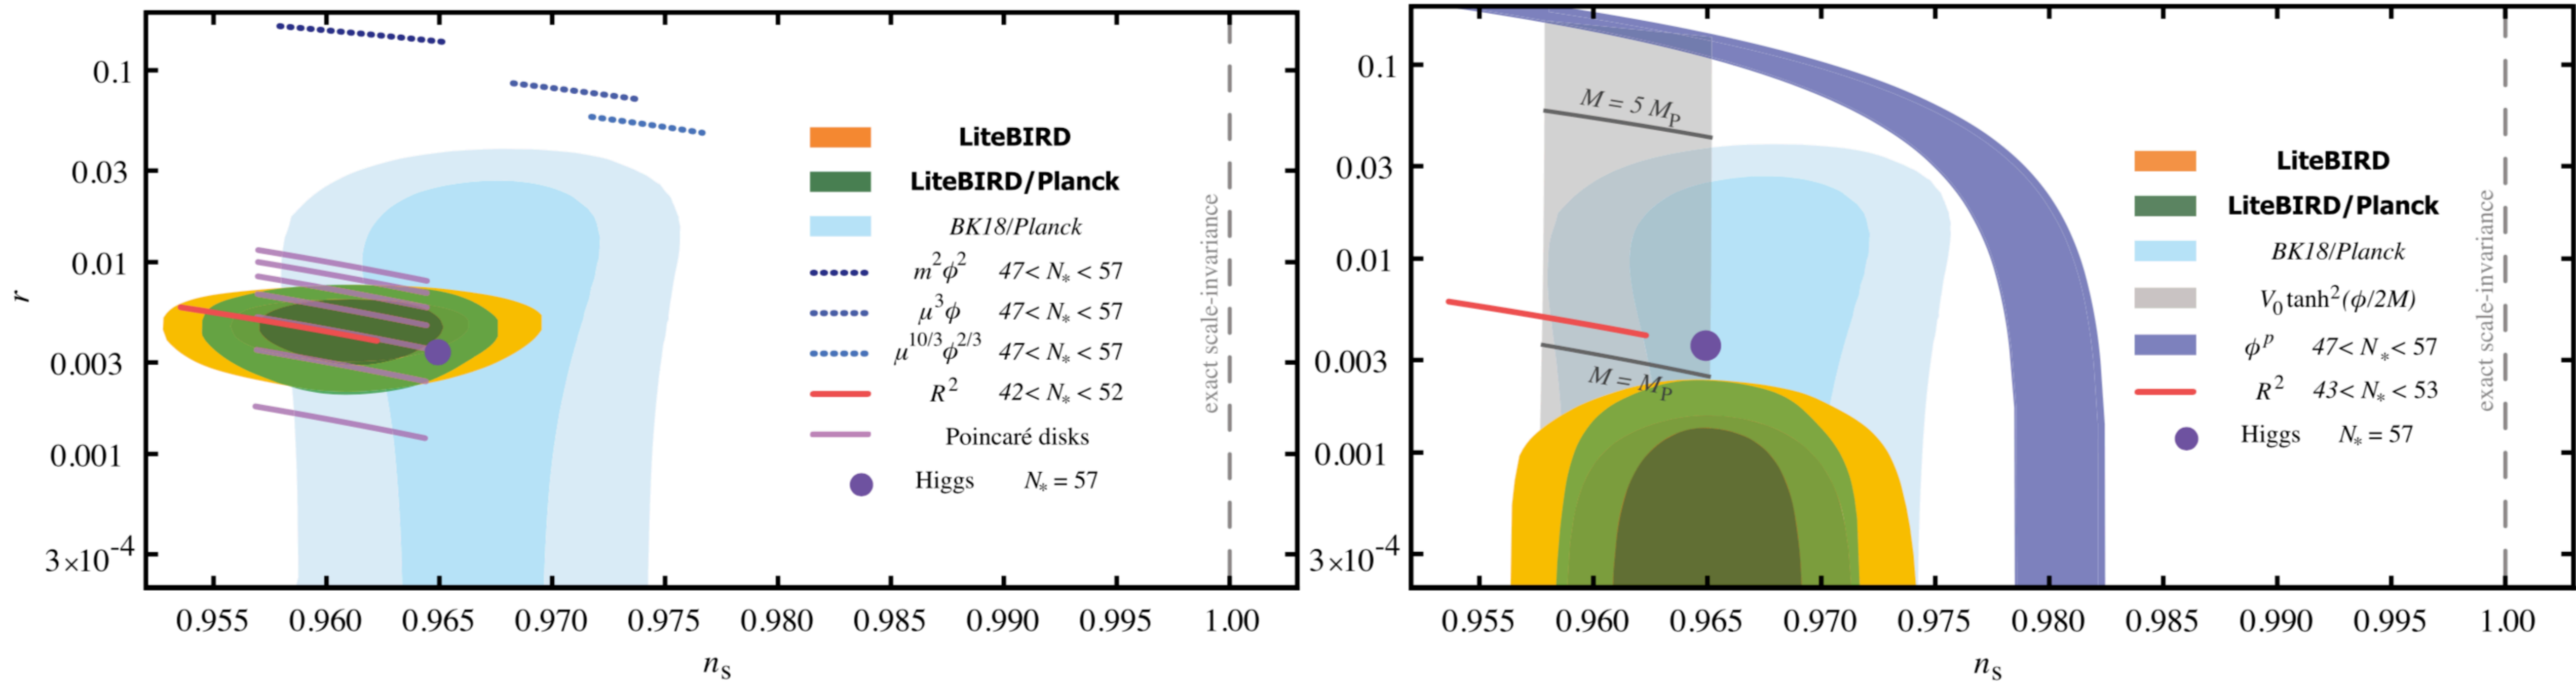 0.1
0.03
0.01
0.003
0.001
3×10⁻⁴
r
LiteBIRD
LiteBIRD/Planck
BK18/Planck
m²ϕ² 47< N* < 57
μ³ϕ 47< N* < 57
μ^10/3 ϕ^2/3 47< N* < 57
R² 42< N* < 52
Poincaré disks
Higgs N* = 57
exact scale-invariance
0.955 0.960 0.965 0.970 0.975 0.980 0.985 0.990 0.995 1.00
nS
0.1
0.03
0.01
0.003
0.001
3×10⁻⁴
M = 5 MP
M = MP
LiteBIRD
LiteBIRD/Planck
BK18/Planck
V₀ tanh²(ϕ/2M)
ϕᵖ 47< N* < 57
R² 43< N* < 53
Higgs N* = 57
exact scale-invariance
0.955 0.960 0.965 0.970 0.975 0.980 0.985 0.990 0.995 1.00
nS